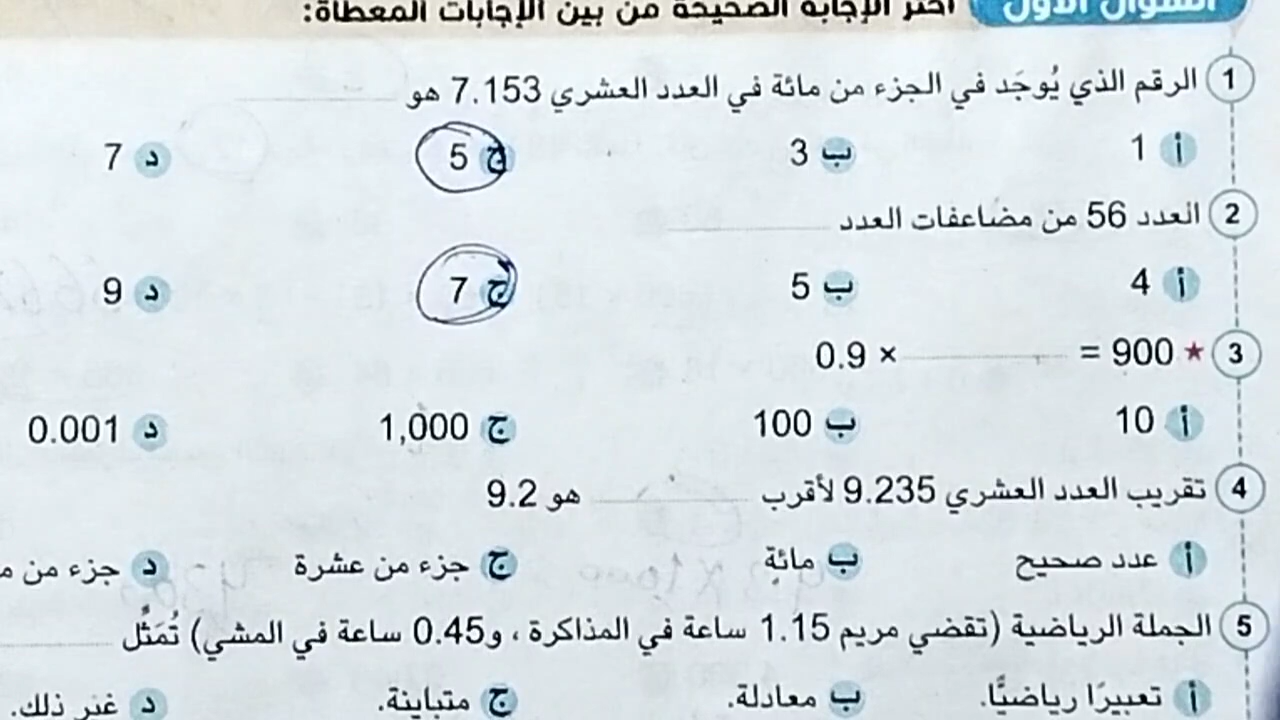 السؤال الأول اختر الإجابة الصحيحة من بين الإجابات المعطاة:
1 الرقم الذي يُوجَد في الجزء من مائة في العدد العشري 7.153 هو
أ 1 ب 3 ج 5 د 7
2 العدد 56 من مضاعفات العدد
أ 4 ب 5 ج 7 د 9
3 ★ 900 = ________ × 0.9
أ 10 ب 100 ج 1,000 د 0.001
4 تقريب العدد العشري 9.235 لأقرب ________ هو 9.2
أ عدد صحيح ب مائة ج جزء من عشرة د جزء من
5 الجملة الرياضية (تقضي مريم 1.15 ساعة في المذاكرة ، و0.45 ساعة في المشي) تُمَثِّل
أ تعبيرًا رياضيًّا. ب معادلة. ج متباينة. د غير ذلك.